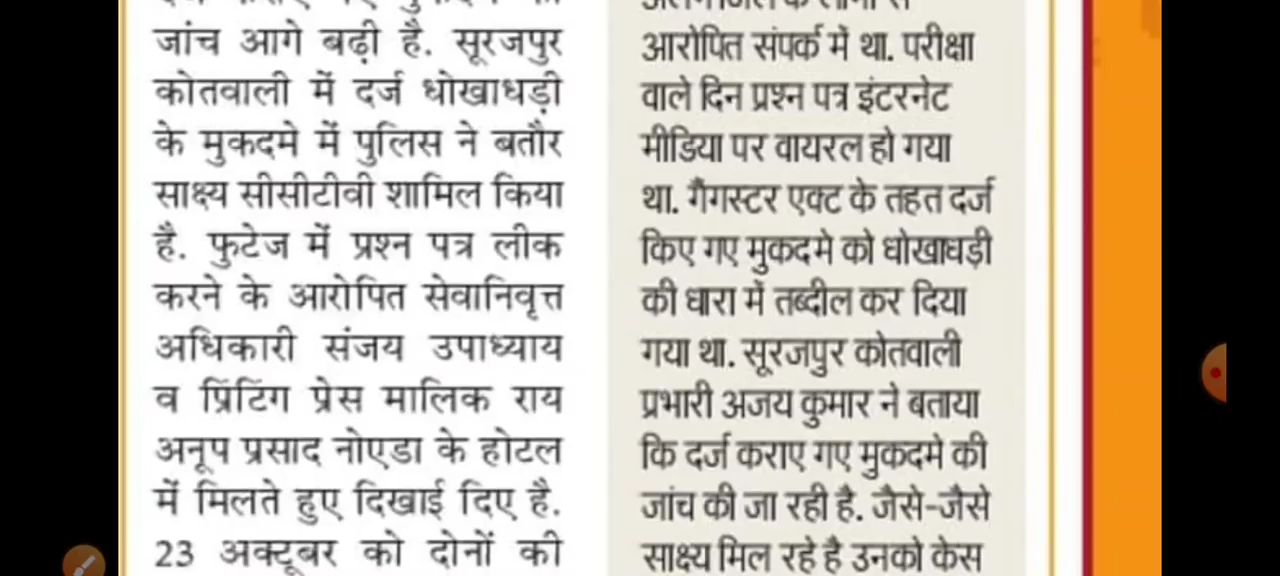 जांच आगे बढ़ी है. सूरजपुर
कोतवाली में दर्ज धोखाधड़ी
के मुकदमे में पुलिस ने बतौर
साक्ष्य सीसीटीवी शामिल किया
है. फुटेज में प्रश्न पत्र लीक
करने के आरोपित सेवानिवृत्त
अधिकारी संजय उपाध्याय
व प्रिंटिंग प्रेस मालिक राय
अनूप प्रसाद नोएडा के होटल
में मिलते हुए दिखाई दिए है.
23 अक्टूबर को दोनों की
आरोपित संपर्क में था. परीक्षा
वाले दिन प्रश्न पत्र इंटरनेट
मीडिया पर वायरल हो गया
था. गैंगस्टर एक्ट के तहत दर्ज
किए गए मुकदमे को धोखाधड़ी
की धारा में तब्दील कर दिया
गया था. सूरजपुर कोतवाली
प्रभारी अजय कुमार ने बताया
कि दर्ज कराए गए मुकदमे की
जांच की जा रही है. जैसे-जैसे
साक्ष्य मिल रहे है उनको केस